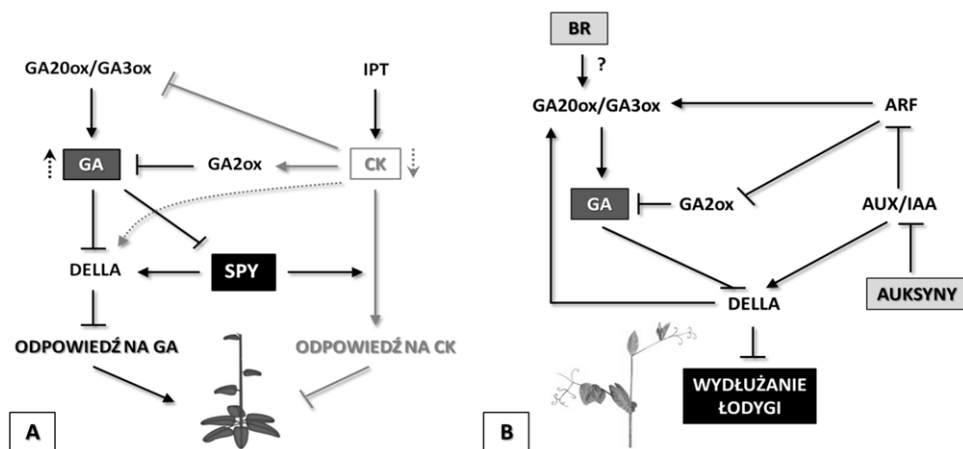 GA20ox/GA3ox
IPT
GA
GA2ox
CK
DELLA
SPY
ODPOWIEDŹ NA GA
ODPOWIEDŹ NA CK
A
BR
?
GA20ox/GA3ox
ARF
GA
GA2ox
AUX/IAA
DELLA
AUKSYNY
WYDŁUŻANIE
ŁODYGI
B